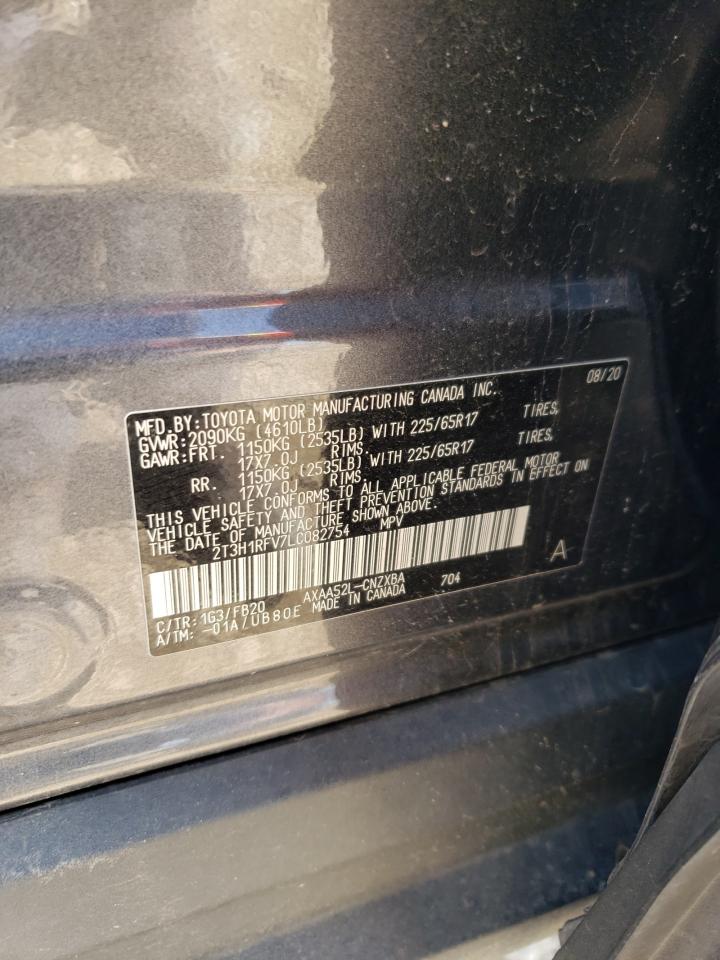 08/20
MFD. BY: TOYOTA MOTOR MANUFACTURING CANADA INC.
GVWR: 2090KG (4610LB)
GAWR: FRT. 1150KG (2535LB) WITH 225/65R17 TIRES,
17X7.0J RIMS.
RR. 1150KG (2535LB) WITH 225/65R17 TIRES,
17X7.0J RIMS.
THIS VEHICLE CONFORMS TO ALL APPLICABLE FEDERAL MOTOR
VEHICLE SAFETY AND THEFT PREVENTION STANDARDS IN EFFECT ON
THE DATE OF MANUFACTURE SHOWN ABOVE.
2T3H1RFV7LC082754 MPV
A
C/TR: 1G3/FB20 AXAA52L-CNZXBA 704
A/TM: -01A/UB80E MADE IN CANADA